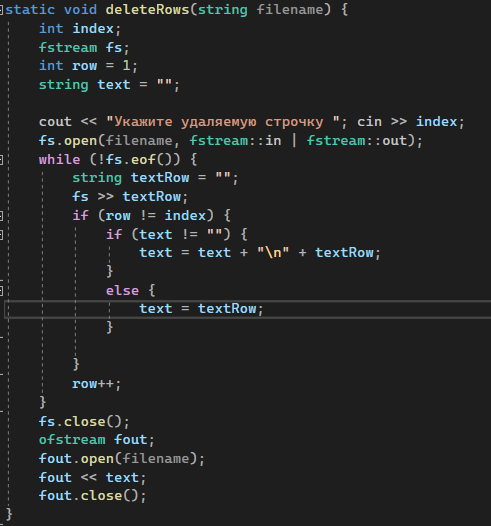 static void deleteRows(string filename) {
    int index;
    fstream fs;
    int row = 1;
    string text = "";

    cout << "Укажите удаляемую строчку "; cin >> index;
    fs.open(filename, fstream::in | fstream::out);
    while (!fs.eof()) {
        string textRow = "";
        fs >> textRow;
        if (row != index) {
            if (text != "") {
                text = text + "\n" + textRow;
            }
            else {
                text = textRow;
            }

        }
        row++;
    }
    fs.close();
    ofstream fout;
    fout.open(filename);
    fout << text;
    fout.close();
}